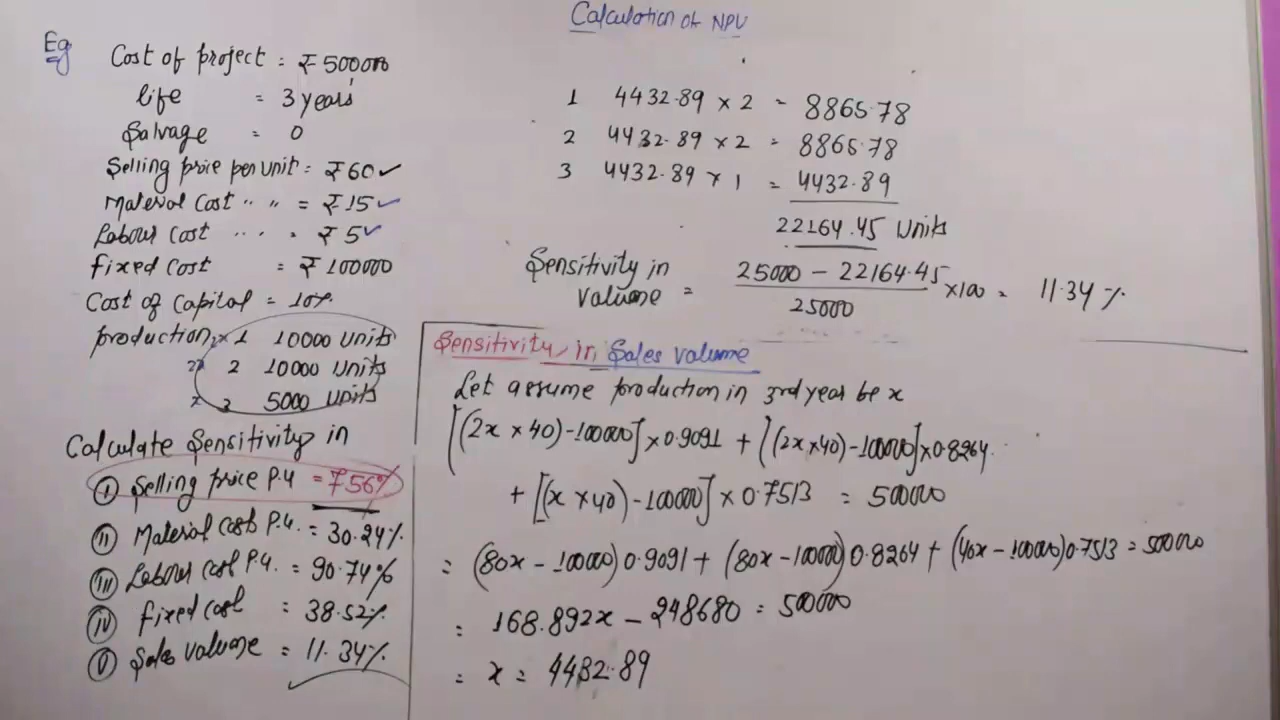 Calculation of NPV
Eg
Cost of project = ₹ 500000
life = 3 years
Salvage = 0
Selling price per unit = ₹ 60 ✓
Material Cost " " = ₹ 15 ✓
Labour Cost " " = ₹ 5 ✓
fixed Cost = ₹ 100000
Cost of Capital = 10%
production 2x 1 10000 units
2x 2 10000 units
x 3 5000 units
Calculate Sensitivity in
(i) Selling price P.U = 7.56%
(ii) Material Cost P.U. = 30.24%
(iii) Labour Cost P.U. = 90.74%
(iv) Fixed Cost = 38.52%
(v) Sales volume = 11.34%
1 4432.89 × 2 = 8865.78
2 4432.89 × 2 = 8865.78
3 4432.89 × 1 = 4432.89
22164.45 Units
Sensitivity in volume = 25000 - 22164.45 / 25000 × 100 = 11.34%
Sensitivity in Sales volume
Let assume production in 3rd year be x
[(2x × 40) - 100000] × 0.9091 + [(2x × 40) - 100000] × 0.8264
+ [(x × 40) - 100000] × 0.7513 = 500000
= (80x - 100000) 0.9091 + (80x - 100000) 0.8264 + (40x - 100000) 0.7513 = 500000
= 168.892x - 248680 = 500000
= x = 4432.89